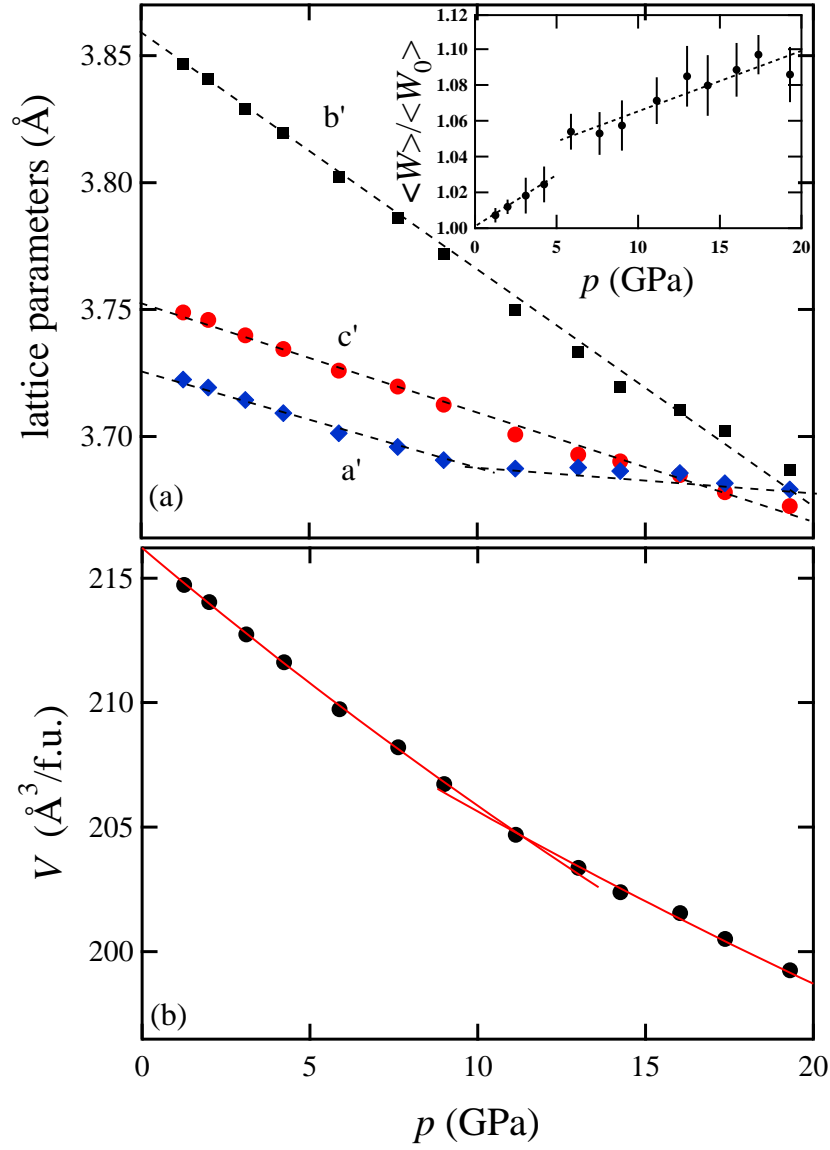 lattice parameters (Å)
3.85
3.80
3.75
3.70
b'
c'
a'
(a)
<W>/<W₀>
1.12
1.10
1.08
1.06
1.04
1.02
1.00
0 5 10 15 20
p (GPa)
V (Å³/f.u.)
215
210
205
200
(b)
0 5 10 15 20
p (GPa)